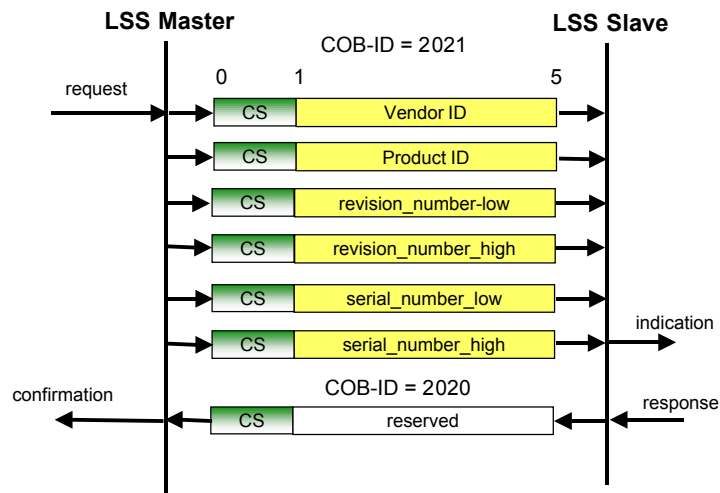 LSS Master
LSS Slave
COB-ID = 2021
0 1 5
request
CS Vendor ID
CS Product ID
CS revision_number-low
CS revision_number_high
CS serial_number_low
CS serial_number_high
indication
COB-ID = 2020
confirmation
CS reserved
response